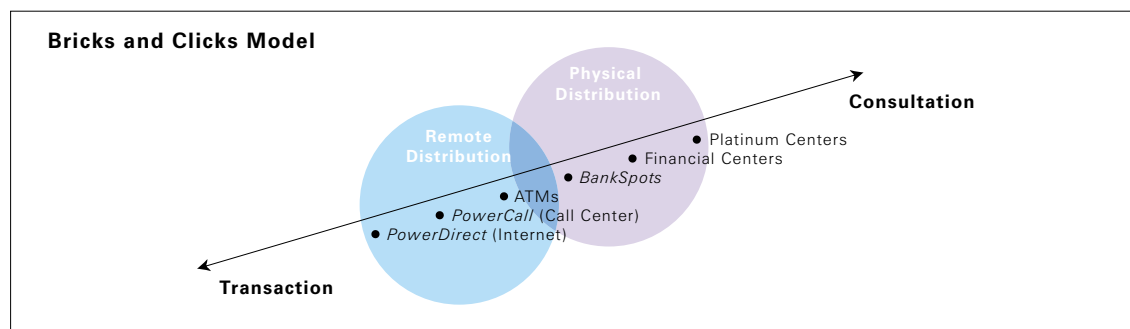 Bricks and Clicks Model
Physical
Distribution
Consultation
Remote
Distribution
Platinum Centers
Financial Centers
BankSpots
ATMs
PowerCall (Call Center)
PowerDirect (Internet)
Transaction